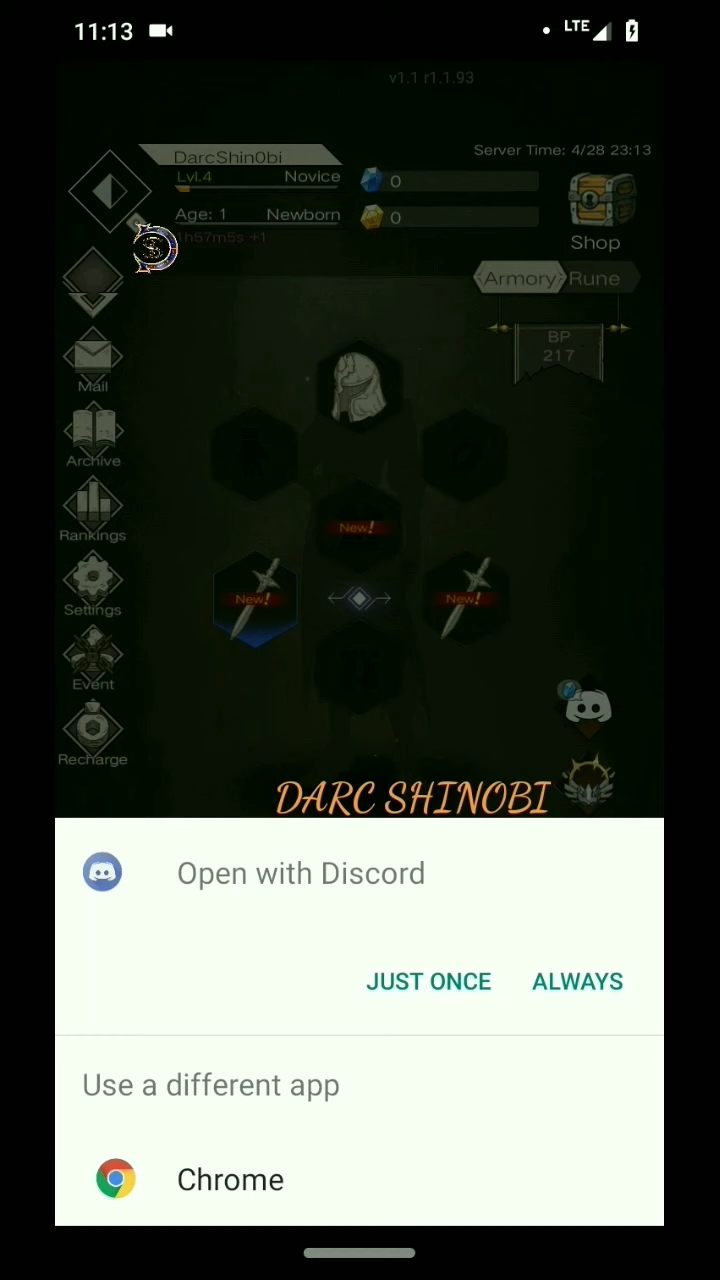 11:13
LTE
v1.1 r1.1.93
DarcShin0bi
Server Time: 4/28 23:13
Lvl.4 Novice
0
Age: 1 Newborn
0
1h57m5s +1
Shop
Armory Rune
BP
217
Mail
Archive
Rankings
New!
Settings
New!
New!
Event
Recharge
DARC SHINOBI
Open with Discord
JUST ONCE ALWAYS
Use a different app
Chrome